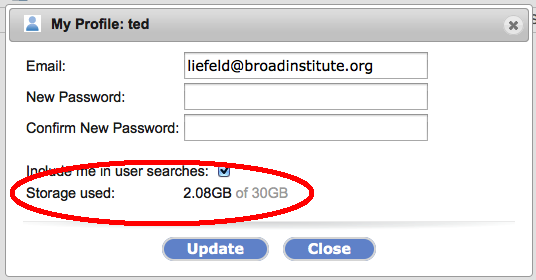 My Profile: ted
Email: liefeld@broadinstitute.org
New Password:
Confirm New Password:
Include me in user searches:
Storage used: 2.08GB of 30GB
Update Close